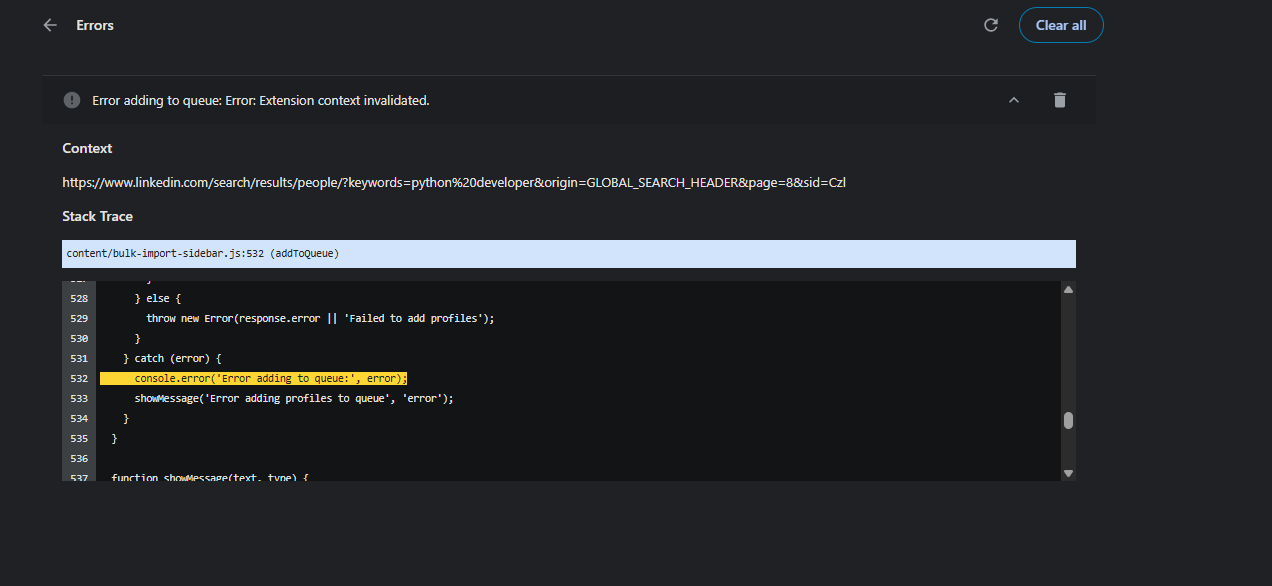 Errors
Clear all
Error adding to queue: Error: Extension context invalidated.
Context
https://www.linkedin.com/search/results/people/?keywords=python%20developer&origin=GLOBAL_SEARCH_HEADER&page=8&sid=Czl
Stack Trace
content/bulk-import-sidebar.js:532 (addToQueue)
528 } else {
529 throw new Error(response.error || 'Failed to add profiles');
530 }
531 } catch (error) {
532 console.error('Error adding to queue:', error);
533 showMessage('Error adding profiles to queue', 'error');
534 }
535 }
536
537 function showMessage(text, type) {